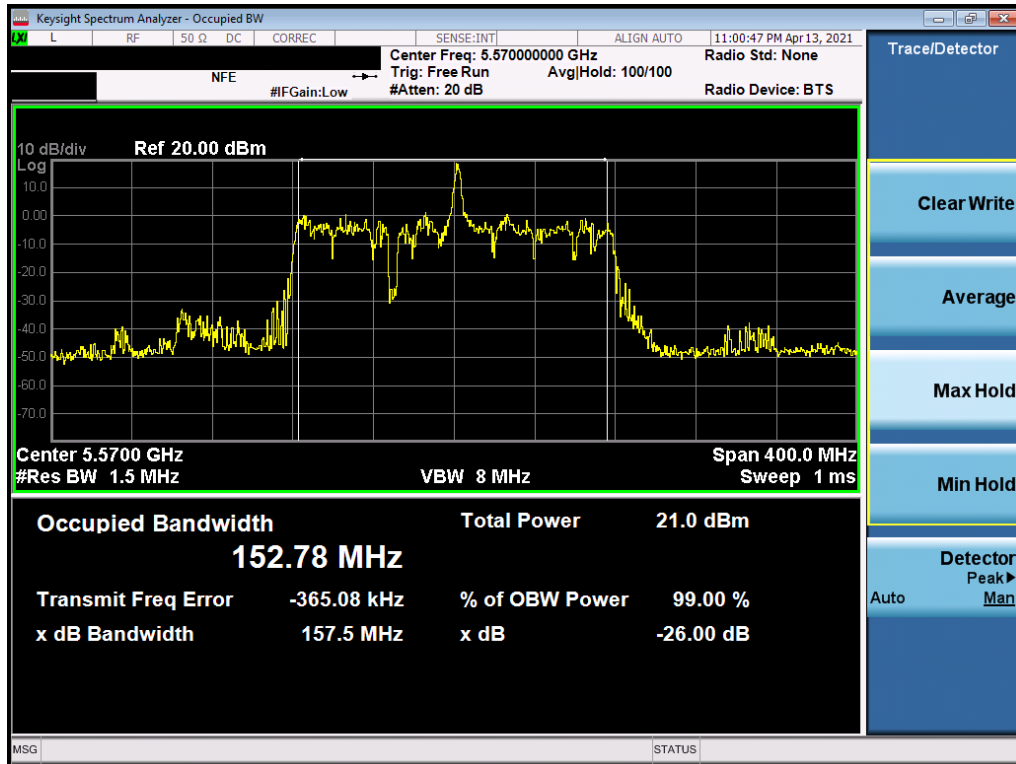 Keysight Spectrum Analyzer - Occupied BW
LXI L RF 50 Ω DC CORREC SENSE:INT ALIGN AUTO 11:00:47 PM Apr 13, 2021
Center Freq: 5.570000000 GHz Radio Std: None
NFE Trig: Free Run Avg|Hold: 100/100
#IFGain:Low #Atten: 20 dB Radio Device: BTS
Trace/Detector
10 dB/div Ref 20.00 dBm
Log
10.0
0.00
-10.0
-20.0
-30.0
-40.0
-50.0
-60.0
-70.0
Center 5.5700 GHz Span 400.0 MHz
#Res BW 1.5 MHz VBW 8 MHz Sweep 1 ms
Occupied Bandwidth Total Power 21.0 dBm
152.78 MHz
Transmit Freq Error -365.08 kHz % of OBW Power 99.00 %
x dB Bandwidth 157.5 MHz x dB -26.00 dB
Clear Write
Average
Max Hold
Min Hold
Detector
Peak▶
Auto Man
MSG STATUS